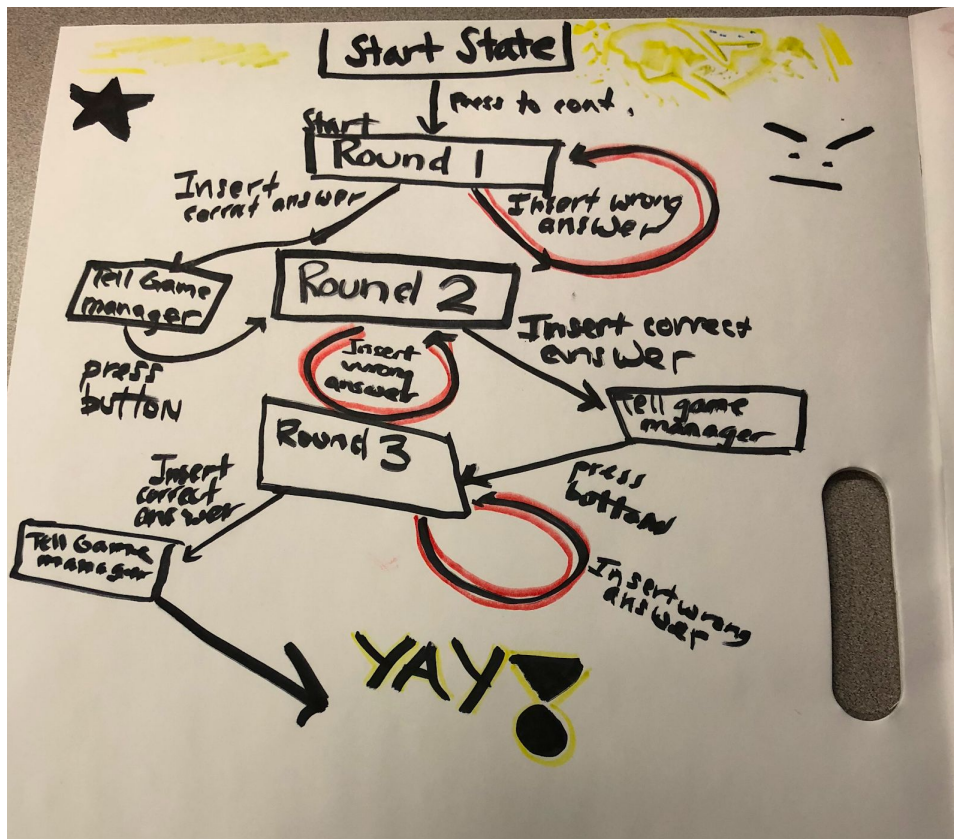 Start State
press to cont.
Start
Round 1
Insert
correct answer
Insert wrong
answer
Tell Game
manager
Round 2
press
button
Insert
wrong
answer
Insert correct
answer
Tell game
manager
Round 3
Insert
correct
answer
press
Insert wrong
answer
Tell Game
manager
YAY!